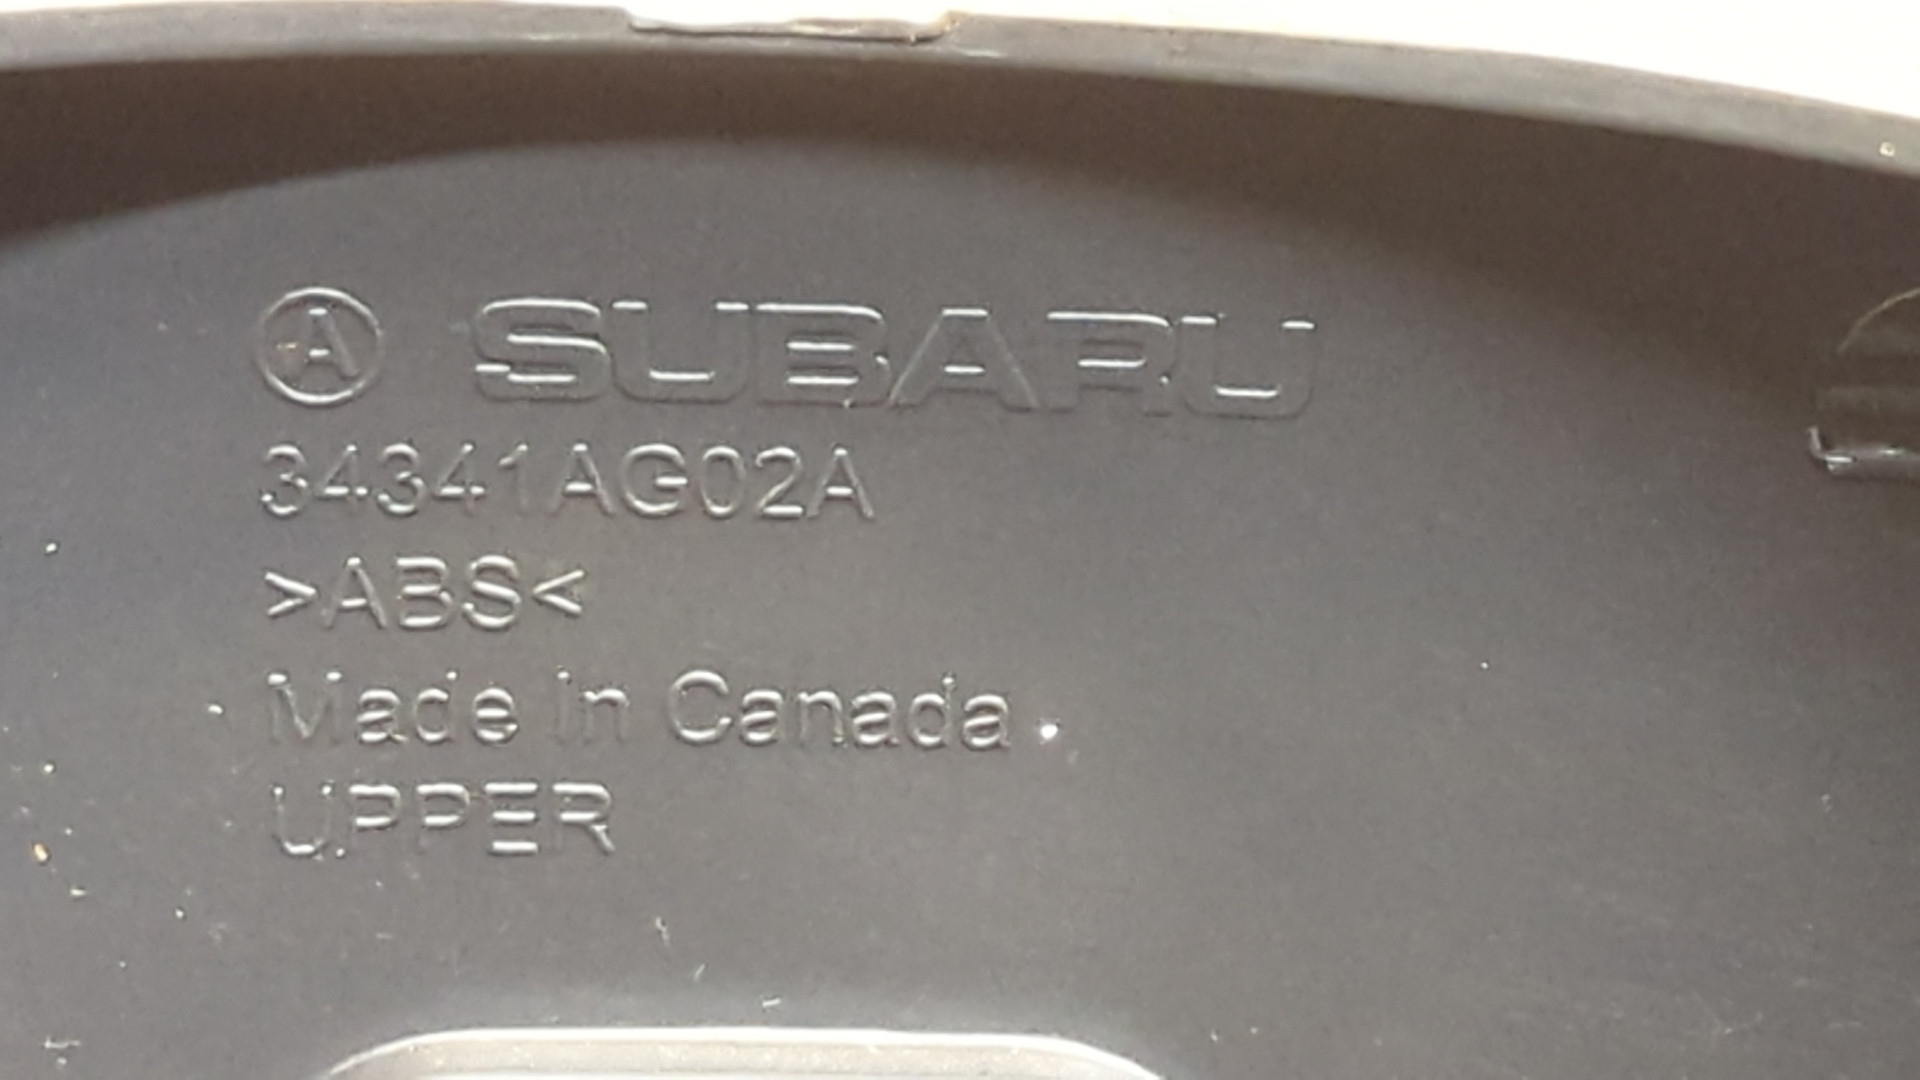 Ⓐ SUBARU
34341AG02A
>ABS<
Made In Canada
UPPER